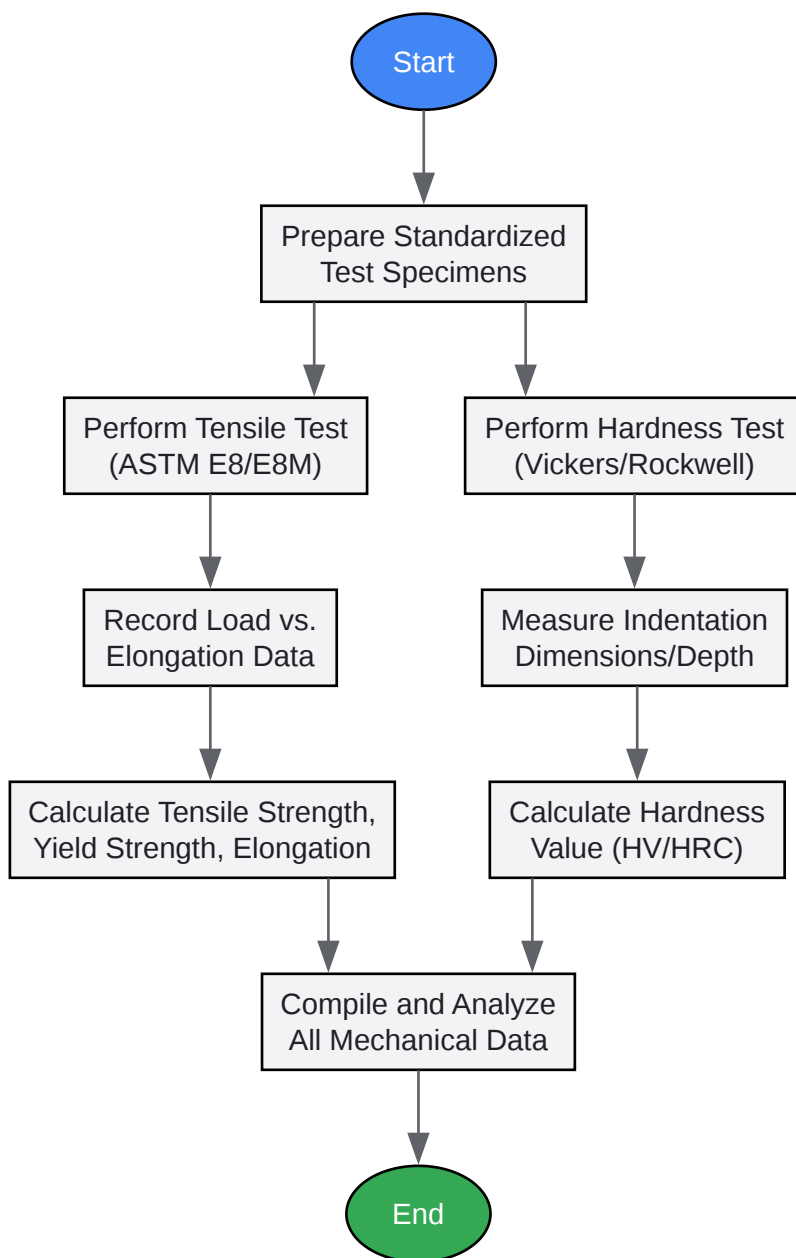 Start
Prepare Standardized
Test Specimens
Perform Tensile Test
(ASTM E8/E8M)
Perform Hardness Test
(Vickers/Rockwell)
Record Load vs.
Elongation Data
Measure Indentation
Dimensions/Depth
Calculate Tensile Strength,
Yield Strength, Elongation
Calculate Hardness
Value (HV/HRC)
Compile and Analyze
All Mechanical Data
End